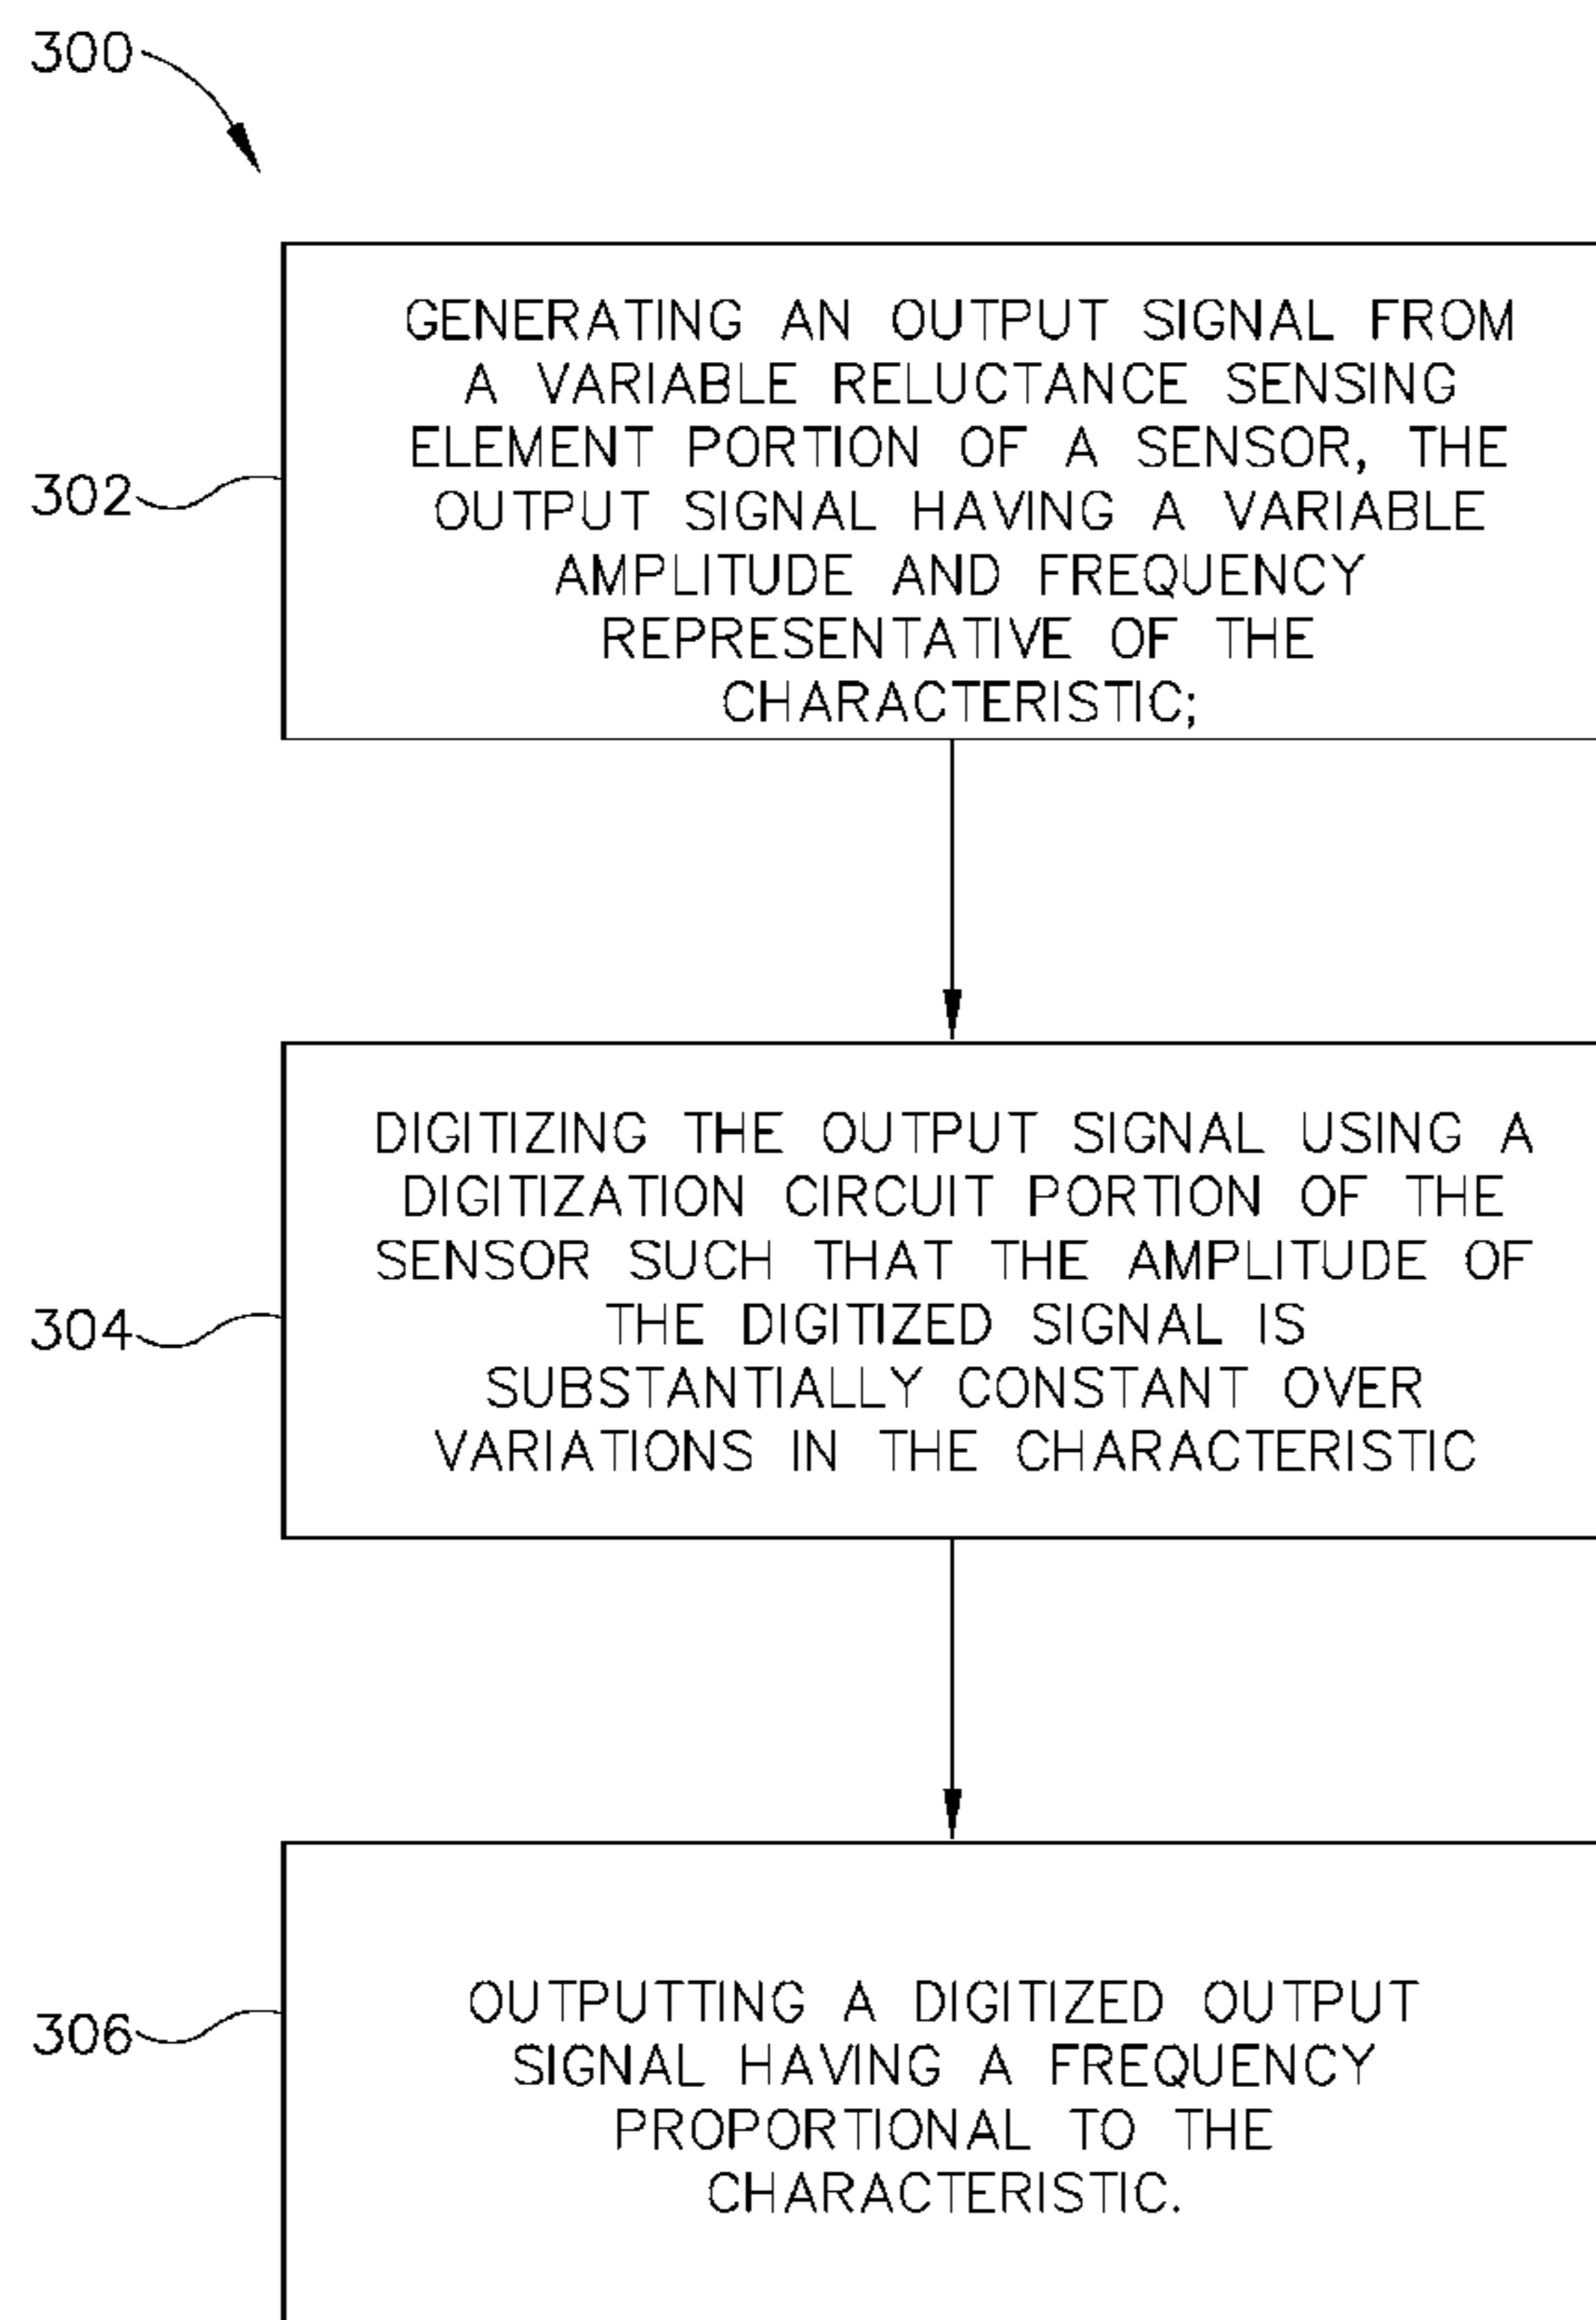 300
GENERATING AN OUTPUT SIGNAL FROM
A VARIABLE RELUCTANCE SENSING
ELEMENT PORTION OF A SENSOR, THE
OUTPUT SIGNAL HAVING A VARIABLE
AMPLITUDE AND FREQUENCY
REPRESENTATIVE OF THE
CHARACTERISTIC;
302
DIGITIZING THE OUTPUT SIGNAL USING A
DIGITIZATION CIRCUIT PORTION OF THE
SENSOR SUCH THAT THE AMPLITUDE OF
THE DIGITIZED SIGNAL IS
SUBSTANTIALLY CONSTANT OVER
VARIATIONS IN THE CHARACTERISTIC
304
OUTPUTTING A DIGITIZED OUTPUT
SIGNAL HAVING A FREQUENCY
PROPORTIONAL TO THE
CHARACTERISTIC.
306